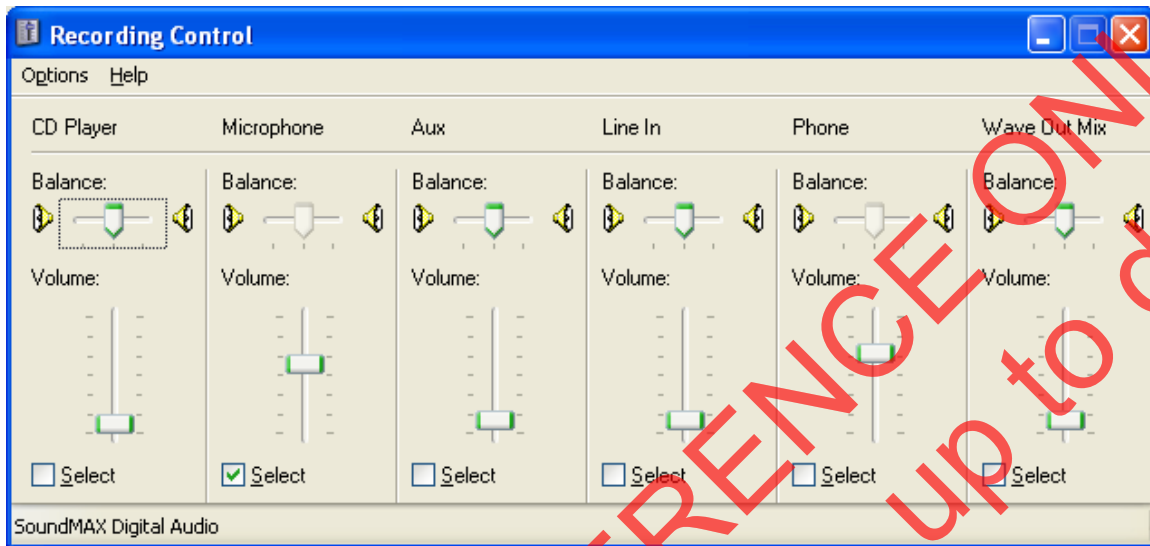 Recording Control
Options Help
CD Player Microphone Aux Line In Phone Wave Out Mix
Balance: Balance: Balance: Balance: Balance: Balance:
Volume: Volume: Volume: Volume: Volume: Volume:
Select Select Select Select Select Select
SoundMAX Digital Audio
up to